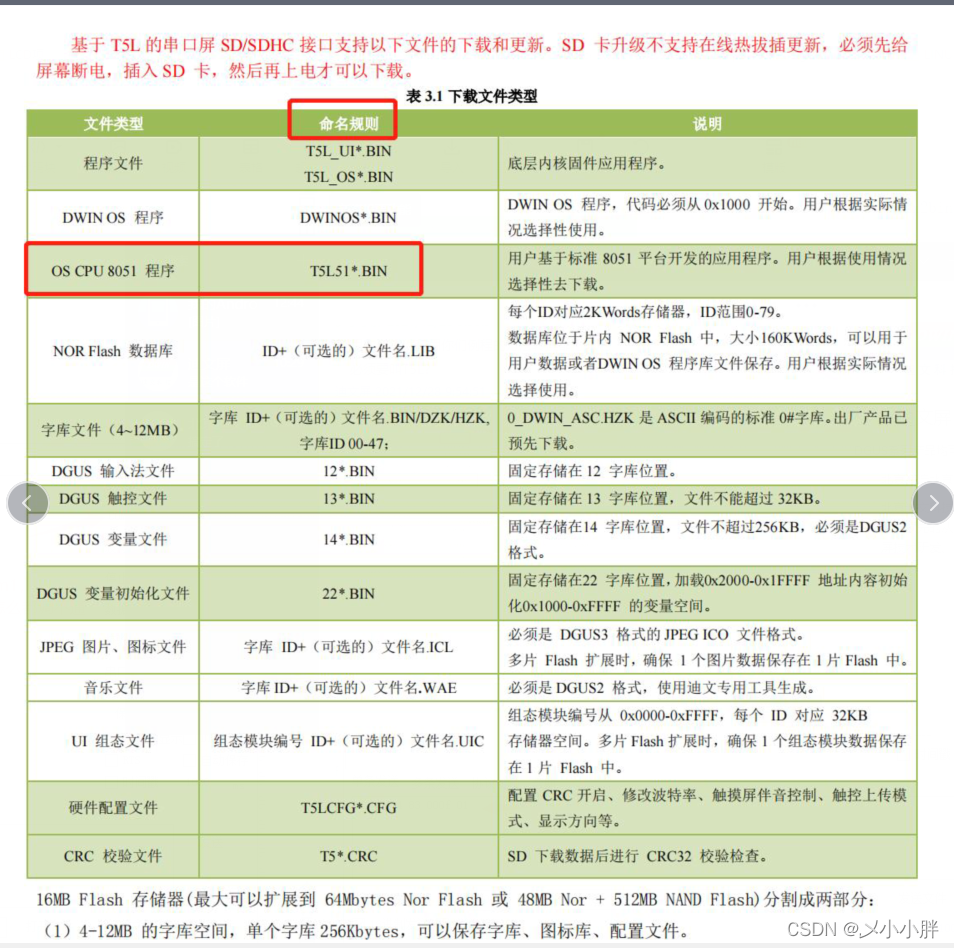 基于 T5L 的串口屏 SD/SDHC 接口支持以下文件的下载和更新。SD 卡升级不支持在线热拔插更新，必须先给
屏幕断电，插入 SD 卡，然后再上电才可以下载。
表 3.1 下载文件类型
文件类型 命名规则 说明
程序文件
T5L_UI*.BIN
T5L_OS*.BIN
底层内核固件应用程序。
DWIN OS 程序
DWINOS*.BIN
DWIN OS 程序，代码必须从 0x1000 开始。用户根据实际情
况选择性使用。
OS CPU 8051 程序
T5L51*.BIN
用户基于标准 8051 平台开发的应用程序。用户根据使用情况
选择性去下载。
NOR Flash 数据库
ID+（可选的）文件名.LIB
每个ID对应2KWords存储器，ID范围0-79。
数据库位于片内 NOR Flash 中，大小160KWords，可以用于
用户数据或者DWIN OS 程序库文件保存。用户根据实际情况
选择使用。
字库文件（4~12MB）
字库 ID+（可选的）文件名.BIN/DZK/HZK,
字库ID 00-47;
0_DWIN_ASC.HZK 是 ASCII 编码的标准 0#字库。出厂产品已
预先下载。
DGUS 输入法文件
12*.BIN
固定存储在 12 字库位置。
DGUS 触控文件
13*.BIN
固定存储在 13 字库位置，文件不能超过 32KB。
DGUS 变量文件
14*.BIN
固定存储在14 字库位置，文件不超过256KB，必须是DGUS2
格式。
DGUS 变量初始化文件
22*.BIN
固定存储在22 字库位置，加载0x2000-0x1FFFF 地址内容初始
化0x1000-0xFFFF 的变量空间。
JPEG 图片、图标文件
字库 ID+（可选的）文件名.ICL
必须是 DGUS3 格式的 JPEG ICO 文件格式。
多片 Flash 扩展时，确保 1 个图片数据保存在 1 片 Flash 中。
音乐文件
字库 ID+（可选的）文件名.WAE
必须是 DGUS2 格式，使用迪文专用工具生成。
UI 组态文件
组态模块编号 ID+（可选的）文件名.UIC
组态模块编号从 0x0000-0xFFFF，每个 ID 对应 32KB
存储器空间。多片 Flash 扩展时，确保 1 个组态模块数据保存
在 1 片 Flash 中。
硬件配置文件
T5LCFG*.CFG
配置 CRC 开启、修改波特率、触摸屏伴音控制、触控上传模
式、显示方向等。
CRC 校验文件
T5*.CRC
SD 下载数据后进行 CRC32 校验检查。
16MB Flash 存储器(最大可以扩展到 64Mbytes Nor Flash 或 48MB Nor + 512MB NAND Flash)分割成两部分：
（1）4-12MB 的字库空间，单个字库 256Kbytes，可以保存字库、图标库、配置文件。
CSDN @乄小小胖